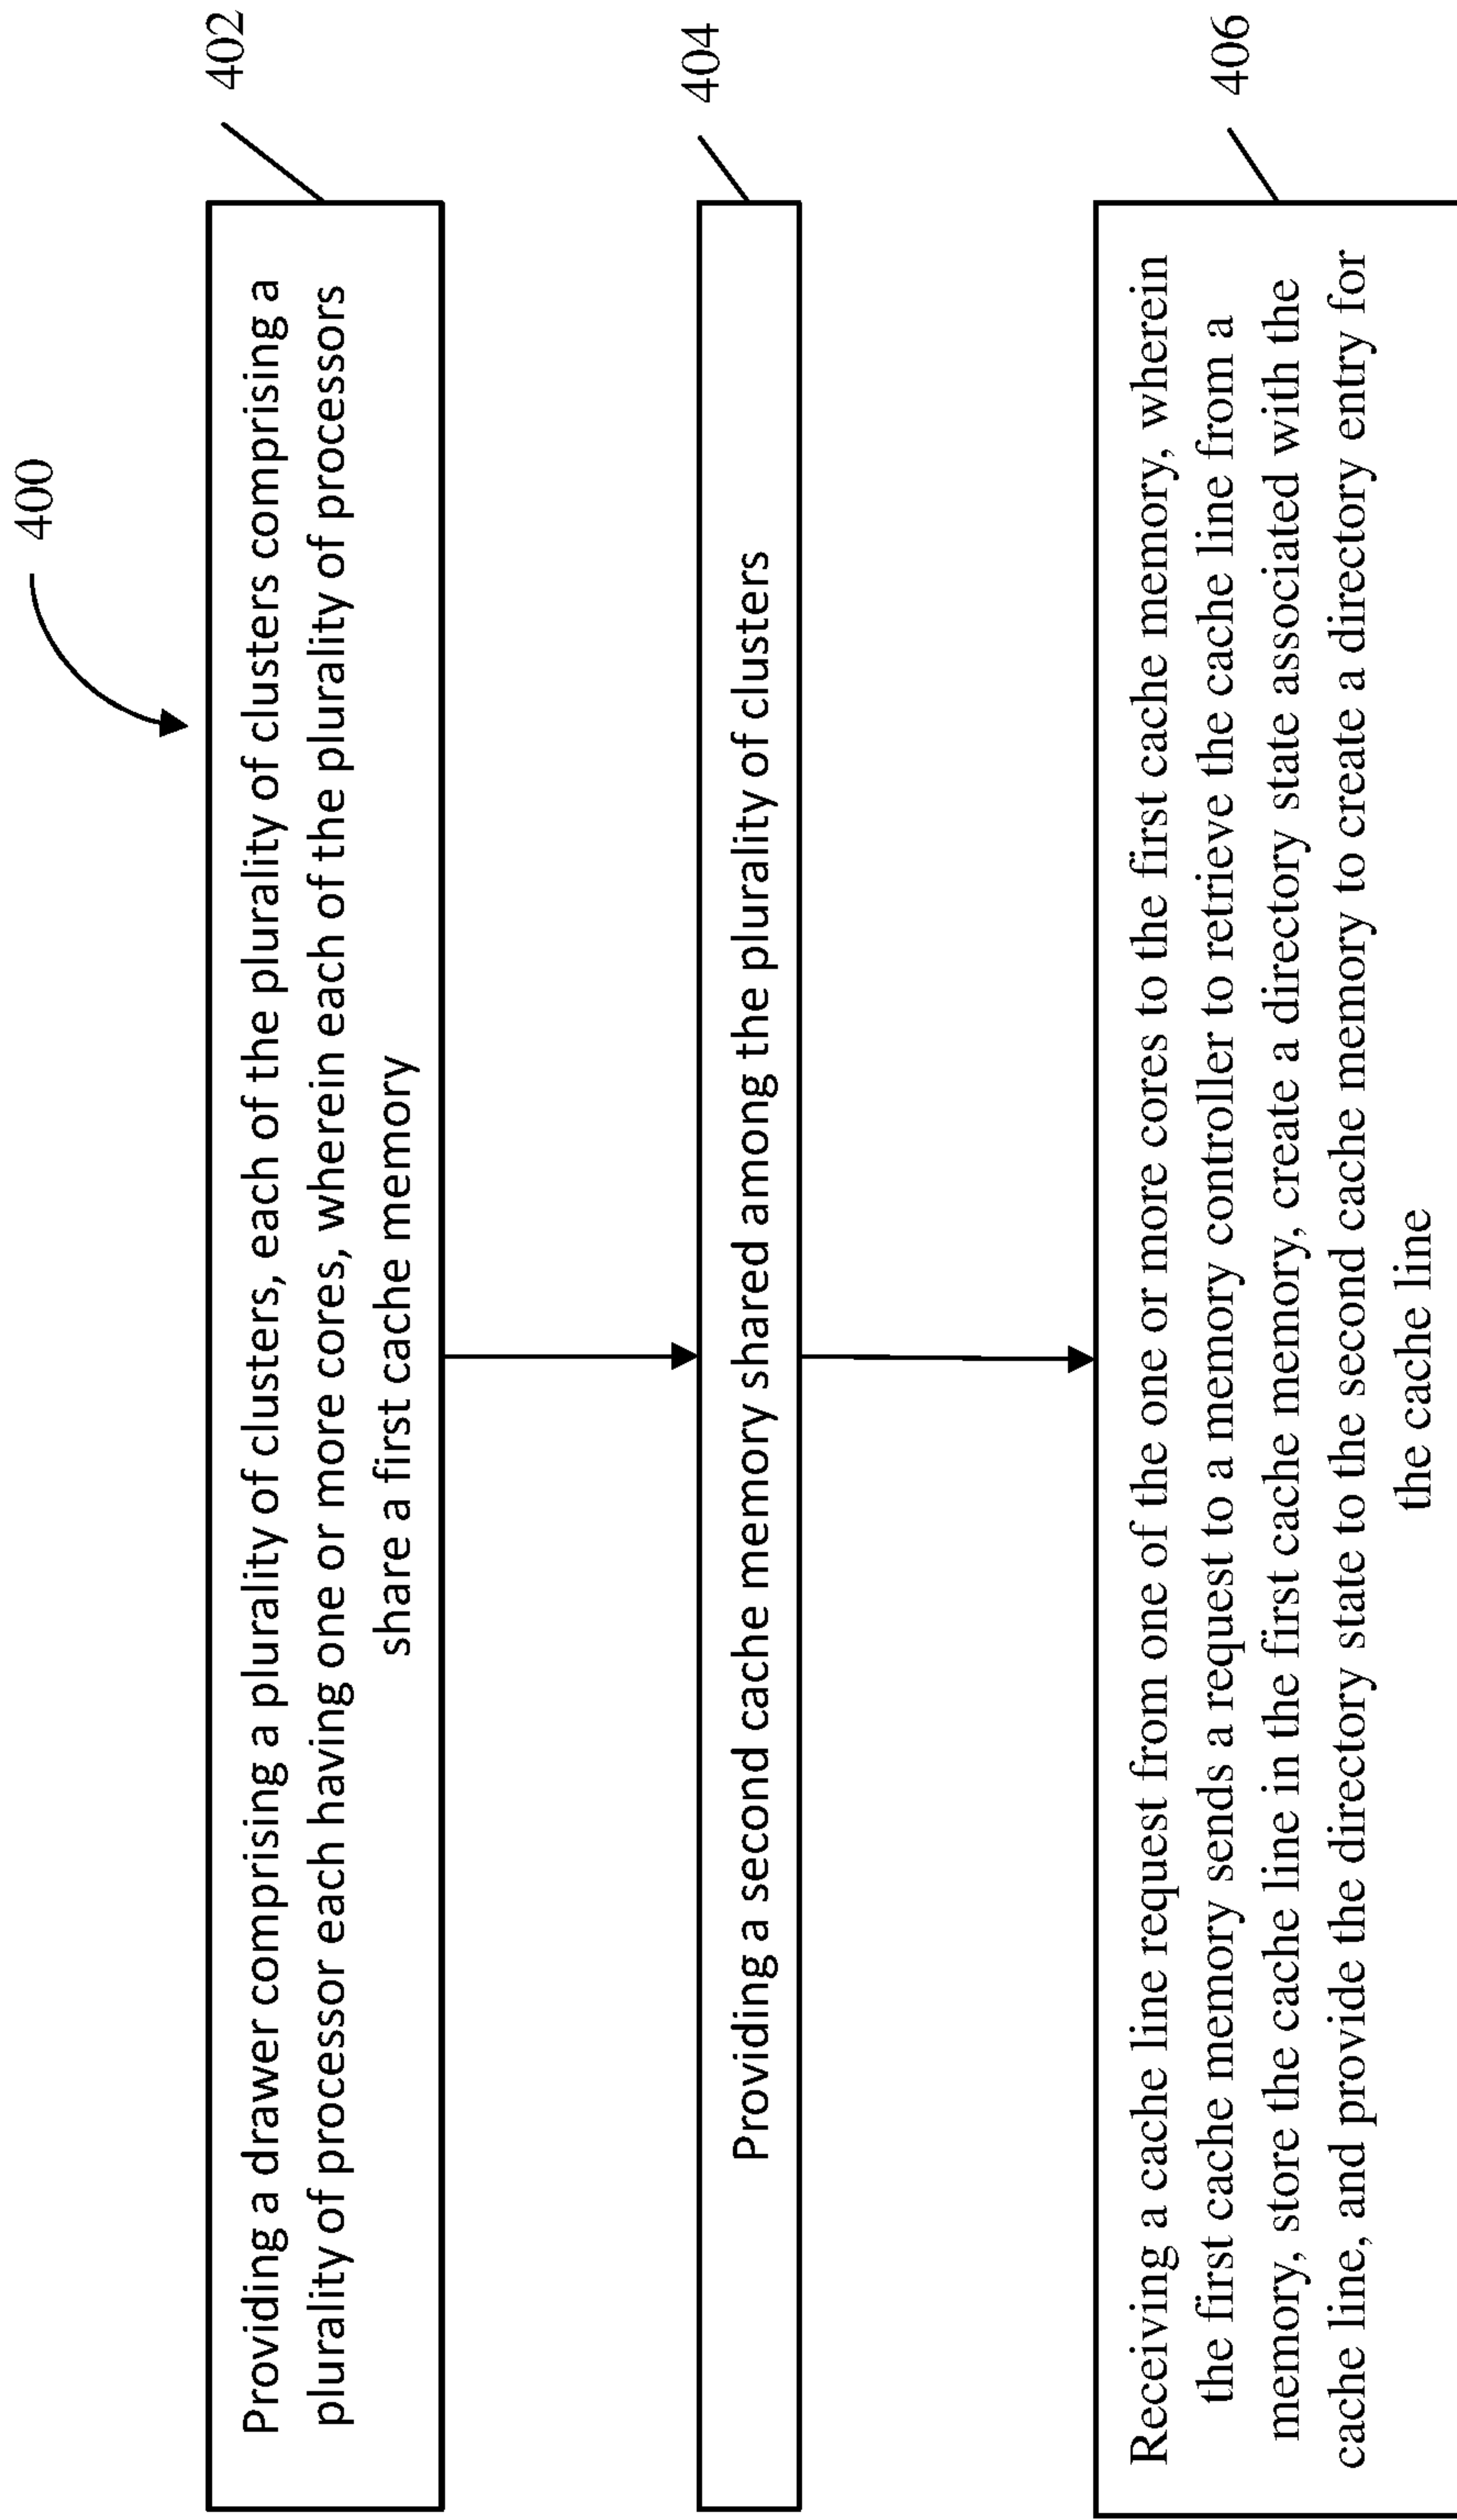 400
402
Providing a drawer comprising a plurality of clusters, each of the plurality of clusters comprising a
plurality of processor each having one or more cores, wherein each of the plurality of processors
share a first cache memory
404
Providing a second cache memory shared among the plurality of clusters
406
Receiving a cache line request from one of the one or more cores to the first cache memory, wherein
the first cache memory sends a request to a memory controller to retrieve the cache line from a
memory, store the cache line in the first cache memory, create a directory state associated with the
cache line, and provide the directory state to the second cache memory to create a directory entry for
the cache line